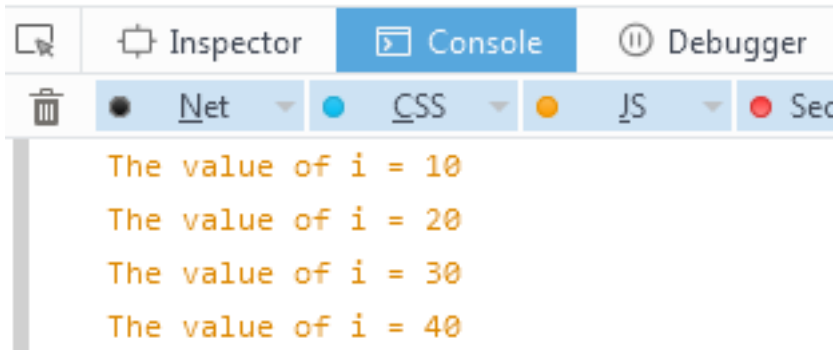 Inspector Console Debugger
Net CSS JS Sec
The value of i = 10
The value of i = 20
The value of i = 30
The value of i = 40